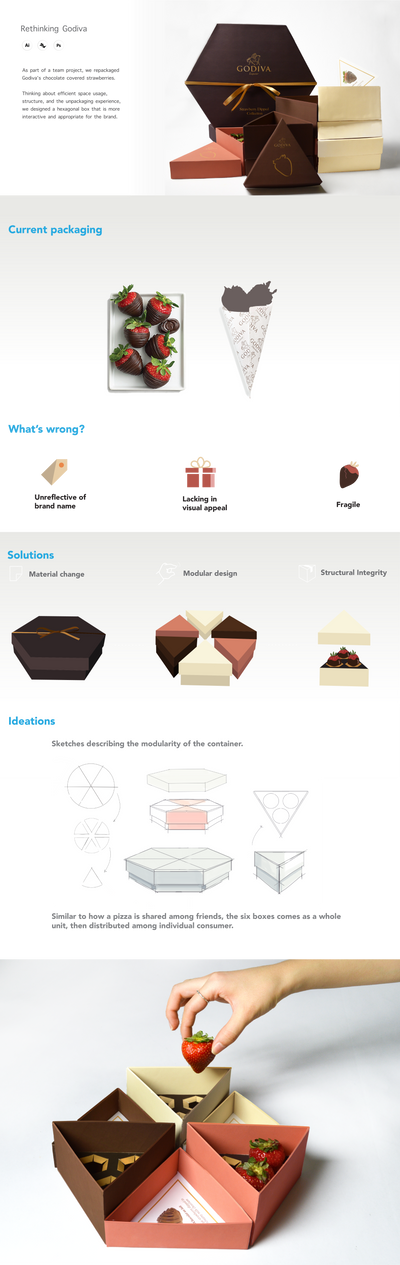 Rethinking Godiva
Ai
Ps
As part of a team project, we repackaged
Godiva's chocolate covered strawberries.
Thinking about efficient space usage,
structure, and the unpackaging experience,
we designed a hexagonal box that is more
interactive and appropriate for the brand.
GODIVA
Current packaging
What's wrong?
Unreflective of
brand name
Lacking in
visual appeal
Fragile
Solutions
Material change
Modular design
Structural Integrity
Ideations
Sketches describing the modularity of the container.
Similar to how a pizza is shared among friends, the six boxes comes as a whole
unit, then distributed among individual consumer.